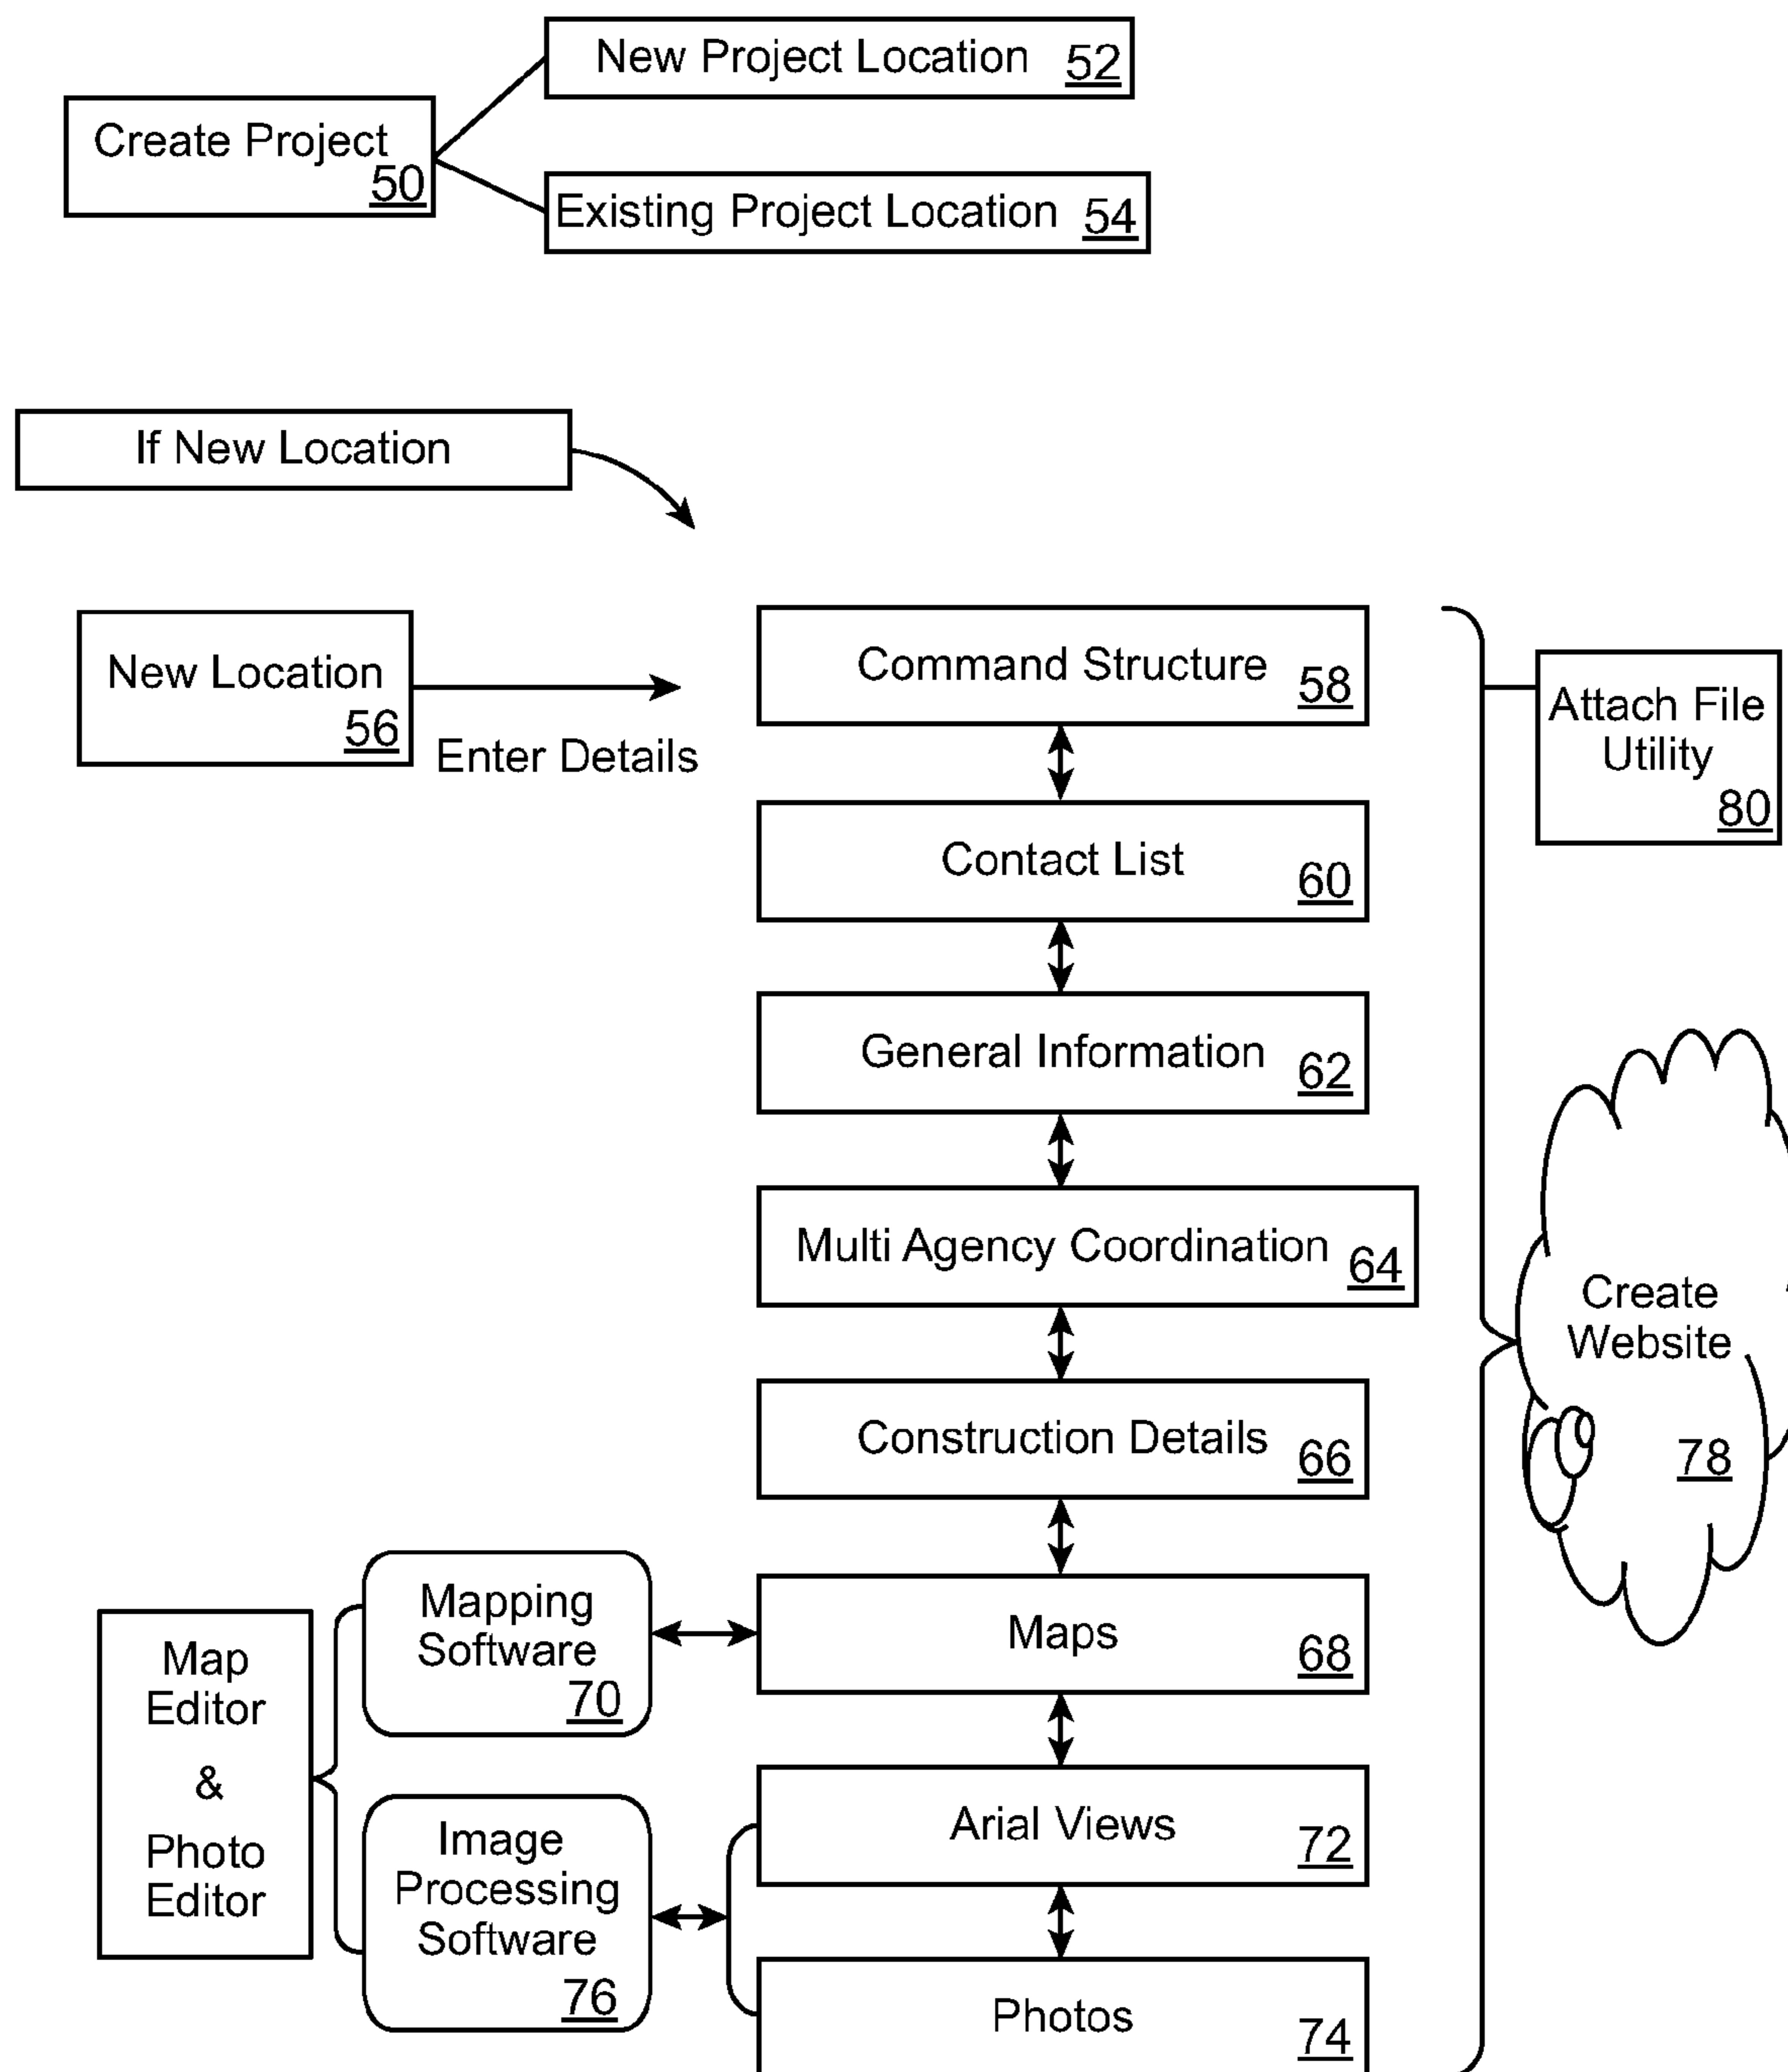 New Project Location 52
Create Project
50
Existing Project Location 54
If New Location
New Location
56
Enter Details
Command Structure 58
Attach File
Utility
80
Contact List 60
General Information 62
Multi Agency Coordination 64
Create
Website
78
Construction Details 66
Mapping
Software
70
Maps 68
Map
Editor
&
Photo
Editor
Image
Processing
Software
76
Arial Views 72
Photos 74